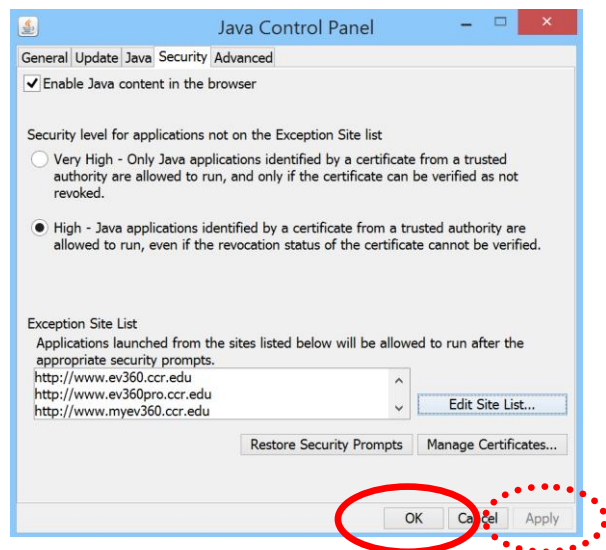 Java Control Panel
General Update Java Security Advanced
Enable Java content in the browser
Security level for applications not on the Exception Site list
Very High - Only Java applications identified by a certificate from a trusted
authority are allowed to run, and only if the certificate can be verified as not
revoked.
High - Java applications identified by a certificate from a trusted authority are
allowed to run, even if the revocation status of the certificate cannot be verified.
Exception Site List
Applications launched from the sites listed below will be allowed to run after the
appropriate security prompts.
http://www.ev360.ccr.edu
http://www.ev360pro.ccr.edu
http://www.myev360.ccr.edu
Edit Site List...
Restore Security Prompts Manage Certificates...
OK Cancel Apply